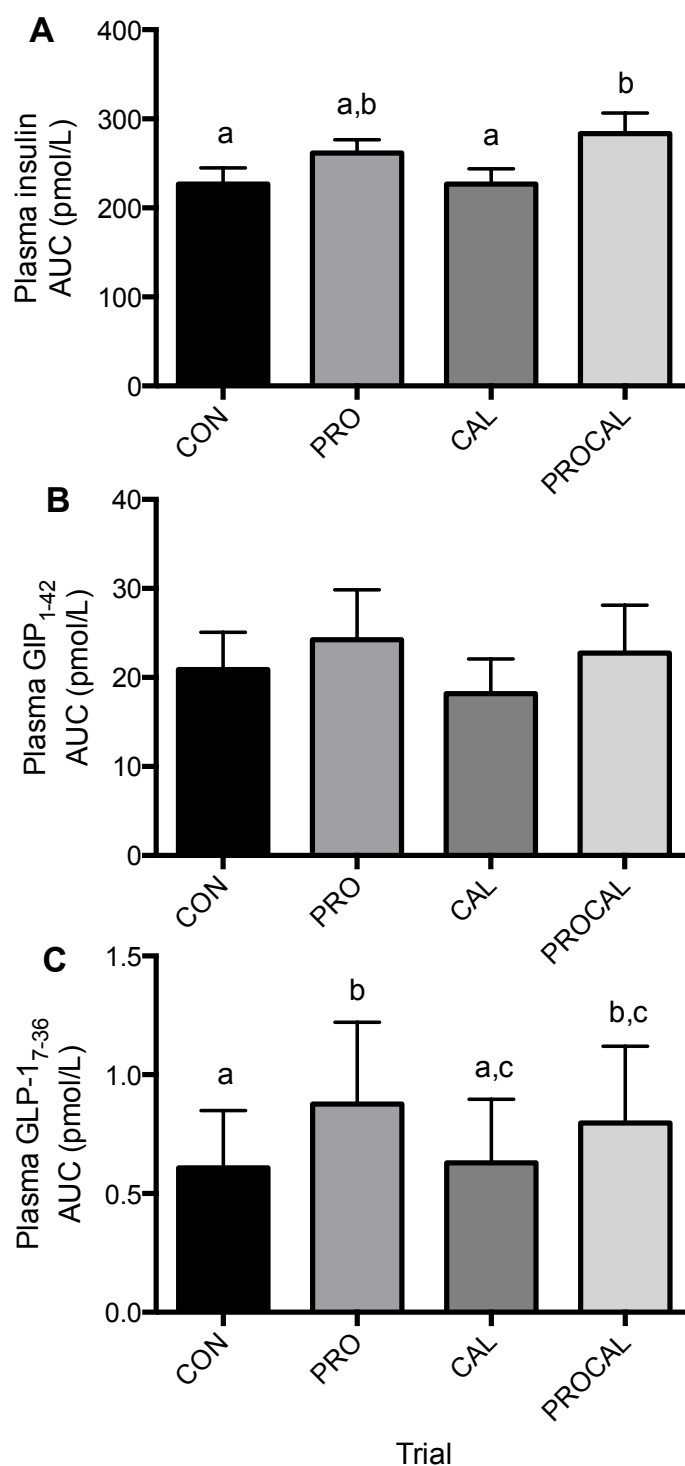 A
Plasma insulin
AUC (pmol/L)
400
300
200
100
0
a
a,b
a
b
CON
PRO
CAL
PROCAL
B
Plasma GIP1-42
AUC (pmol/L)
40
30
20
10
0
CON
PRO
CAL
PROCAL
C
Plasma GLP-17-36
AUC (pmol/L)
1.5
1.0
0.5
0.0
a
b
a,c
b,c
CON
PRO
CAL
PROCAL
Trial